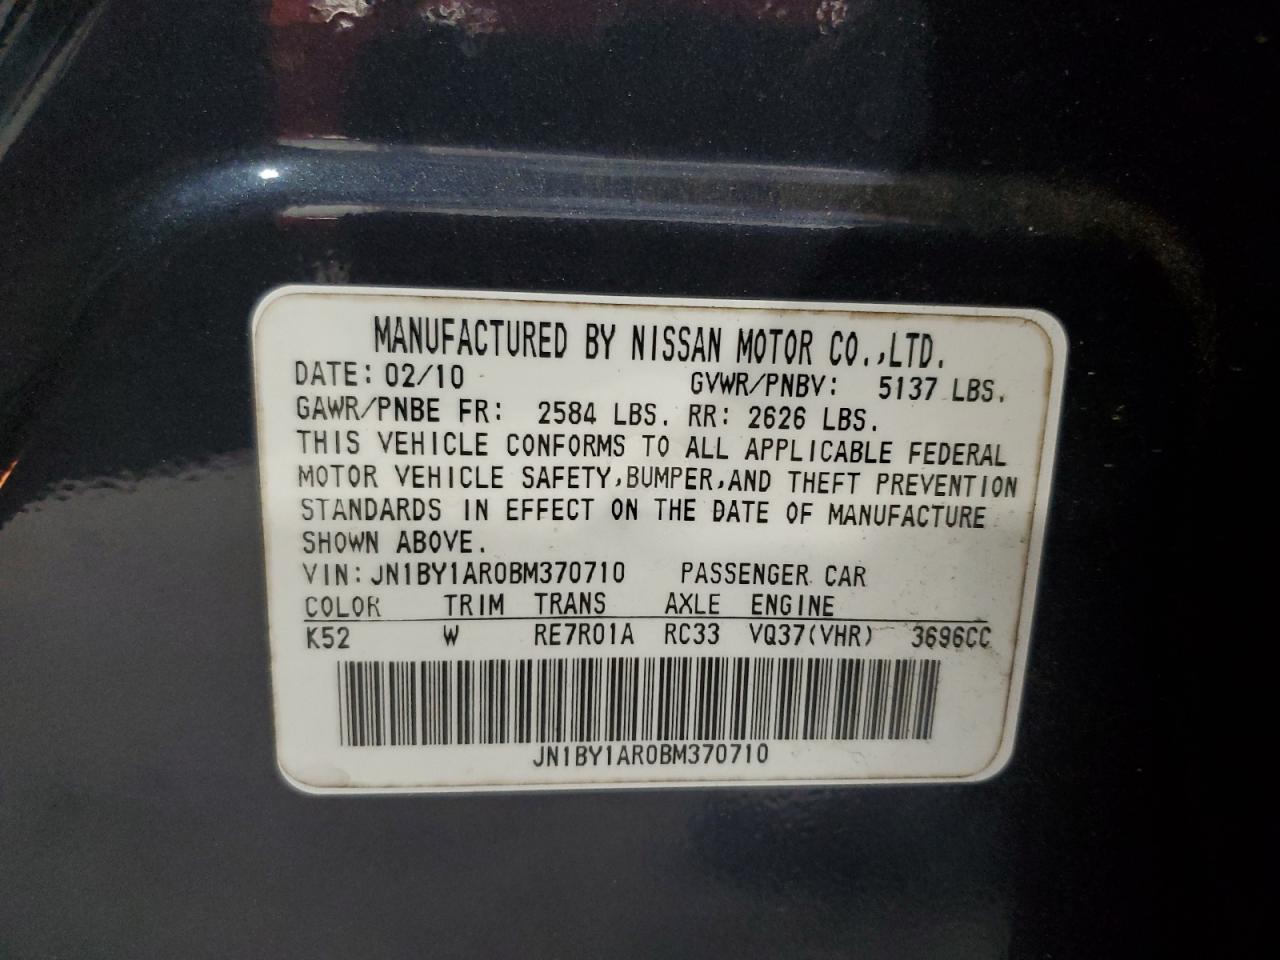 MANUFACTURED BY NISSAN MOTOR CO.,LTD.
DATE: 02/10 GVWR/PNBV: 5137 LBS.
GAWR/PNBE FR: 2584 LBS. RR: 2626 LBS.
THIS VEHICLE CONFORMS TO ALL APPLICABLE FEDERAL
MOTOR VEHICLE SAFETY,BUMPER,AND THEFT PREVENTION
STANDARDS IN EFFECT ON THE DATE OF MANUFACTURE
SHOWN ABOVE.
VIN: JN1BY1AR0BM370710 PASSENGER CAR
COLOR TRIM TRANS AXLE ENGINE
K52 W RE7R01A RC33 VQ37(VHR) 3696CC
JN1BY1AR0BM370710